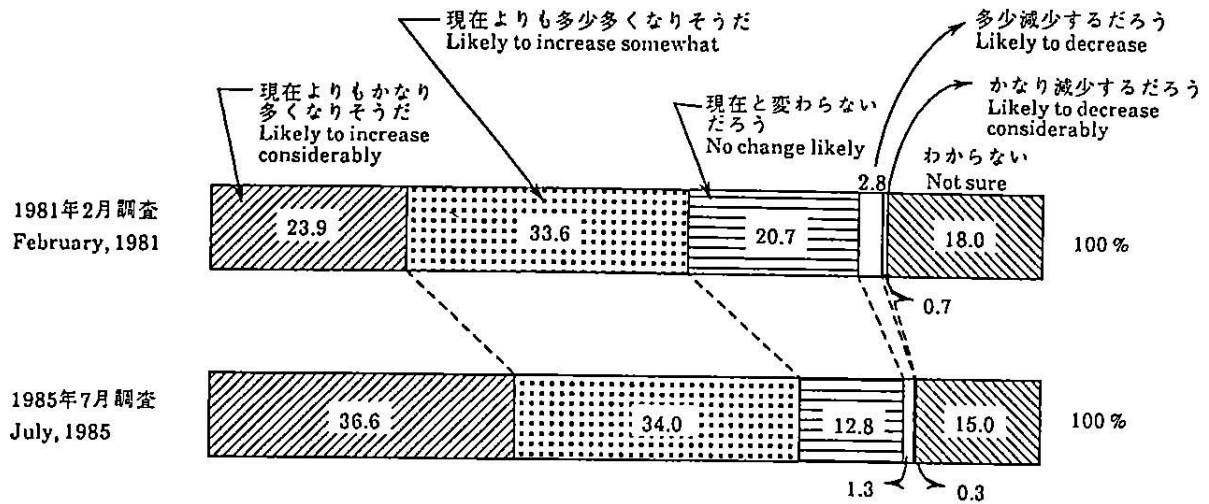 現在よりも多少多くなりそうだ
Likely to increase somewhat
多少減少するだろう
Likely to decrease
現在よりもかなり
多くなりそうだ
Likely to increase
considerably
現在と変わらない
だろう
No change likely
かなり減少するだろう
Likely to decrease
considerably
わからない
Not sure
2.8
1981年2月調査
February, 1981
23.9
33.6
20.7
18.0
100%
0.7
1985年7月調査
July, 1985
36.6
34.0
12.8
15.0
100%
1.3
0.3